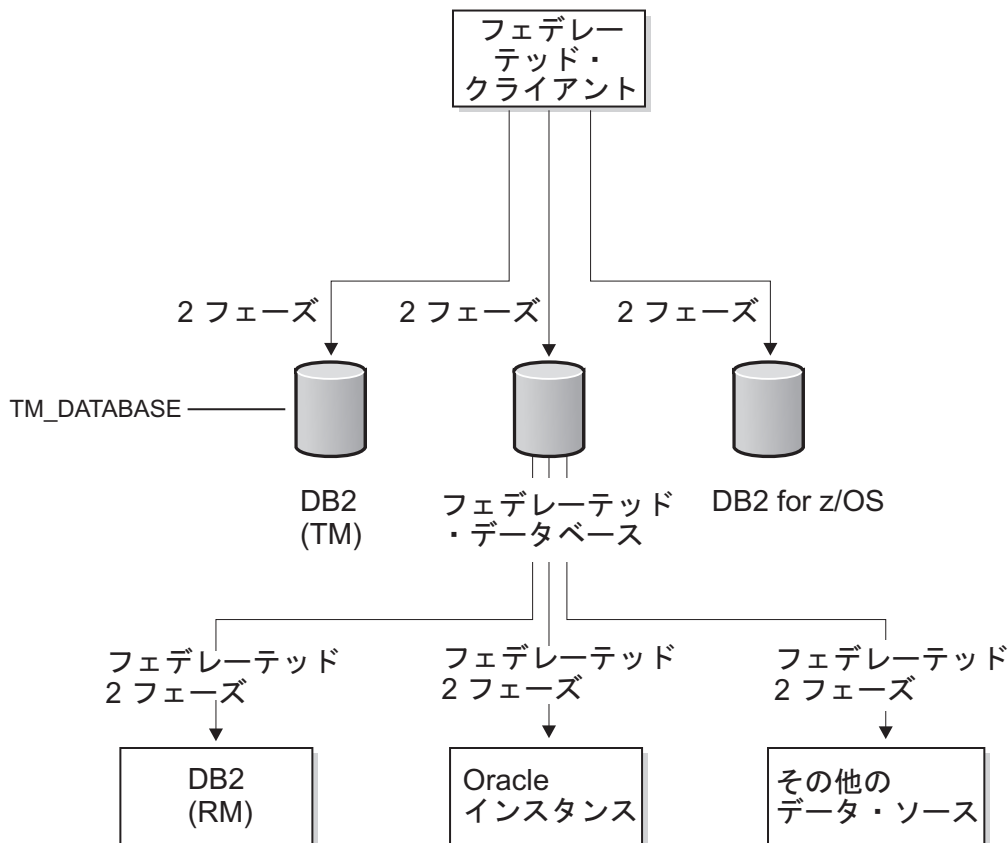 フェデレー
テッド・
クライアント
2 フェーズ
2 フェーズ
2 フェーズ
TM_DATABASE
DB2
(TM)
フェデレーテッド
・データベース
DB2 for z/OS
フェデレーテッド
2 フェーズ
フェデレーテッド
2 フェーズ
フェデレーテッド
2 フェーズ
DB2
(RM)
Oracle
インスタンス
その他の
データ・ソース